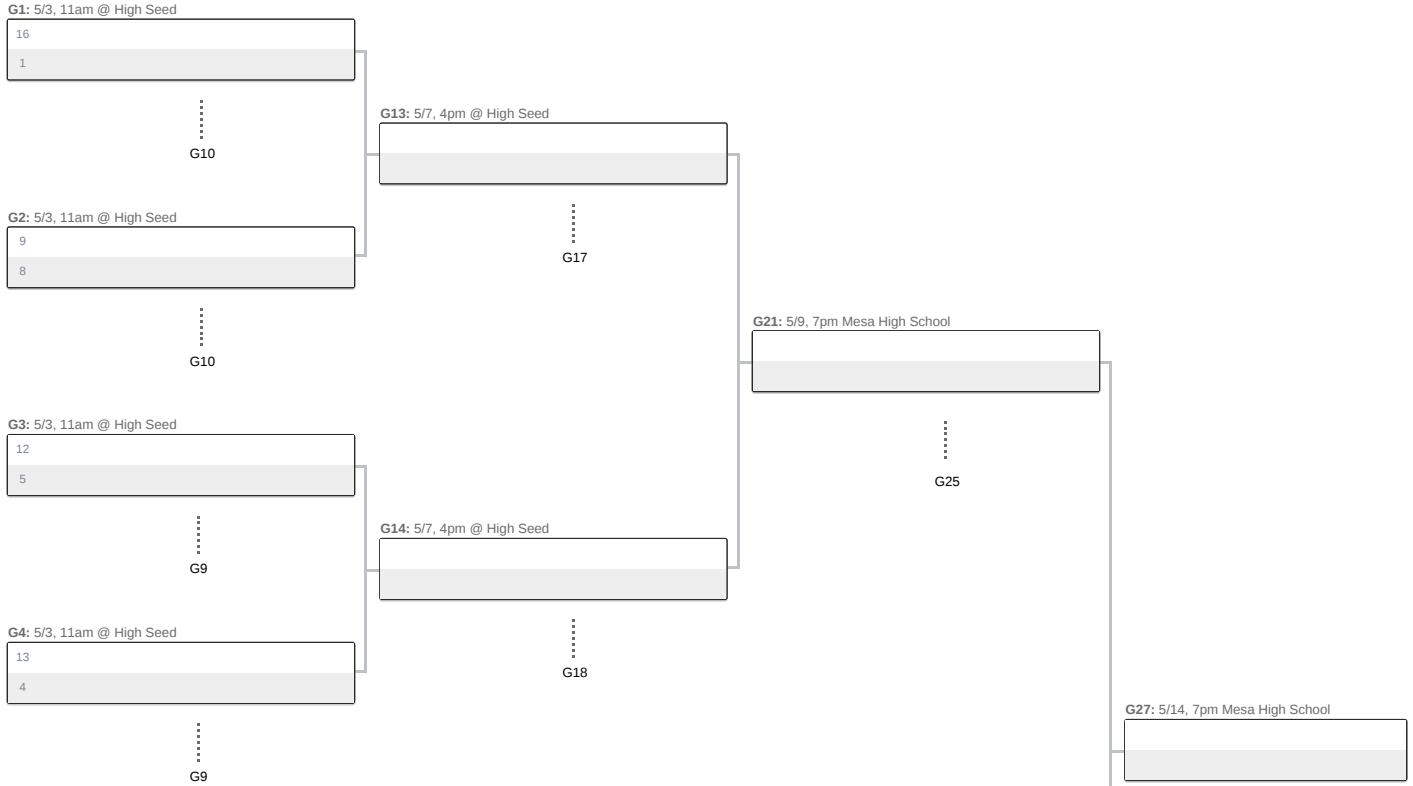 G1: 5/3, 11am @ High Seed
16
1
G10
G2: 5/3, 11am @ High Seed
9
8
G10
G3: 5/3, 11am @ High Seed
12
5
G9
G4: 5/3, 11am @ High Seed
13
4
G9
G13: 5/7, 4pm @ High Seed
G17
G14: 5/7, 4pm @ High Seed
G18
G21: 5/9, 7pm Mesa High School
G25
G27: 5/14, 7pm Mesa High School